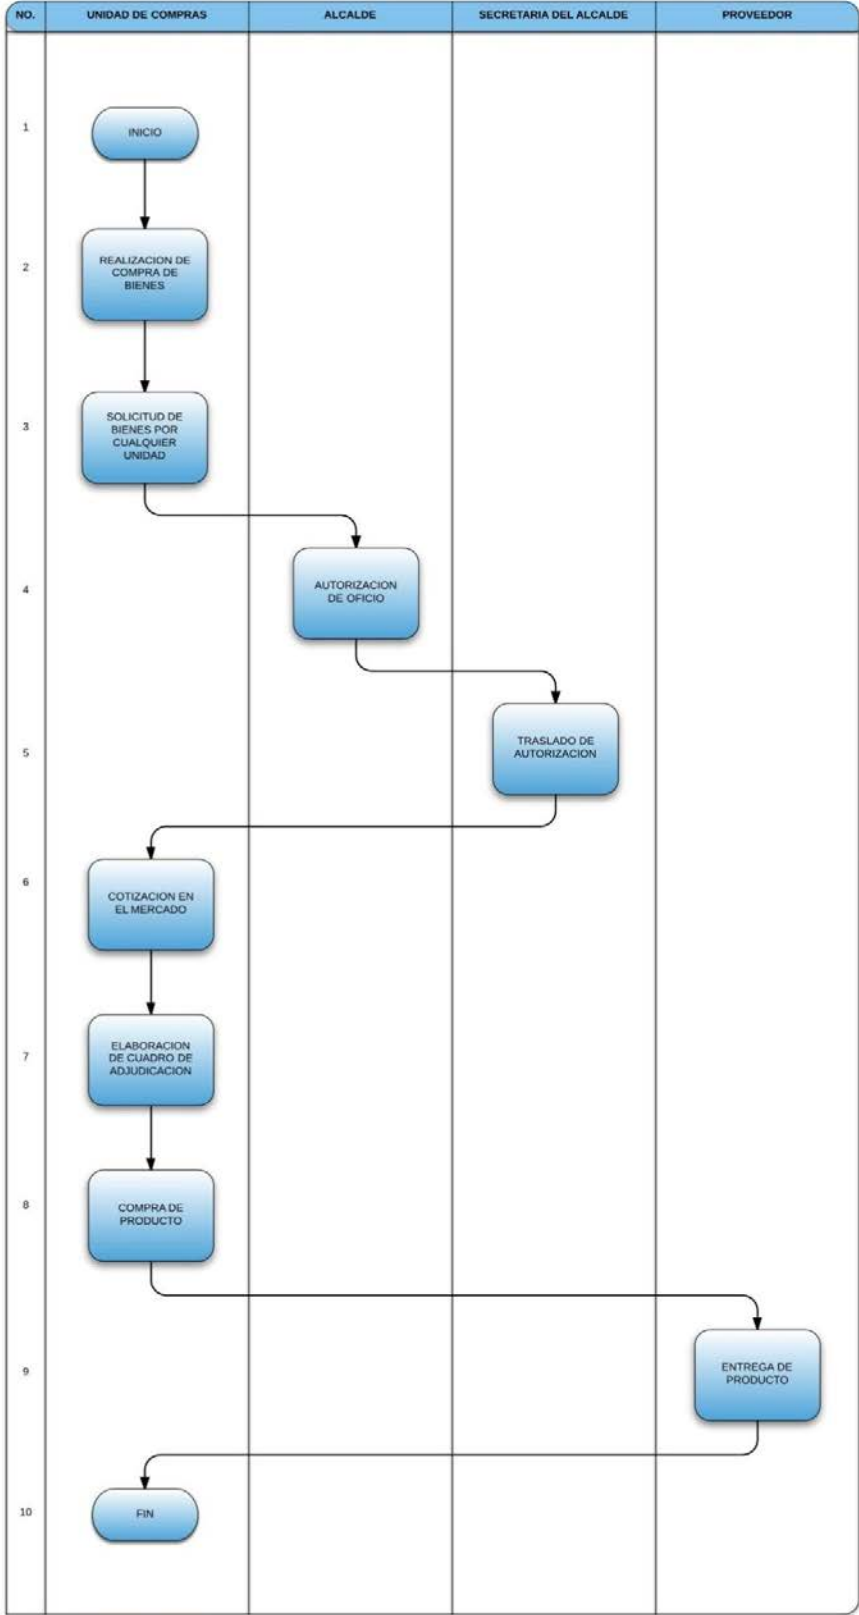 NO. UNIDAD DE COMPRAS ALCALDE SECRETARIA DEL ALCALDE PROVEEDOR
1
INICIO
2
REALIZACION DE
COMPRA DE
BIENES
3
SOLICITUD DE
BIENES POR
CUALQUIER
UNIDAD
4
AUTORIZACION
DE OFICIO
5
TRASLADO DE
AUTORIZACION
6
COTIZACION EN
EL MERCADO
7
ELABORACION
DE CUADRO DE
ADJUDICACION
8
COMPRA DE
PRODUCTO
9
ENTREGA DE
PRODUCTO
10
FIN